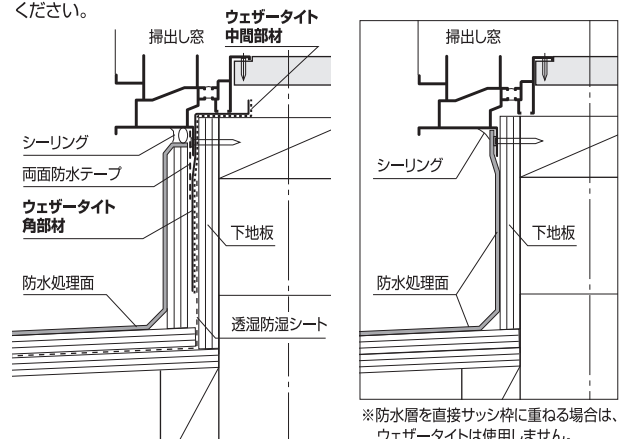 ください。
掃出し窓
ウェザータイト
中間部材
シーリング
両面防水テープ
ウェザータイト
角部材
下地板
防水処理面
透湿防湿シート
掃出し窓
シーリング
下地板
防水処理面
※防水層を直接サッシ枠に重ねる場合は、
ウェザータイトは使用しません。